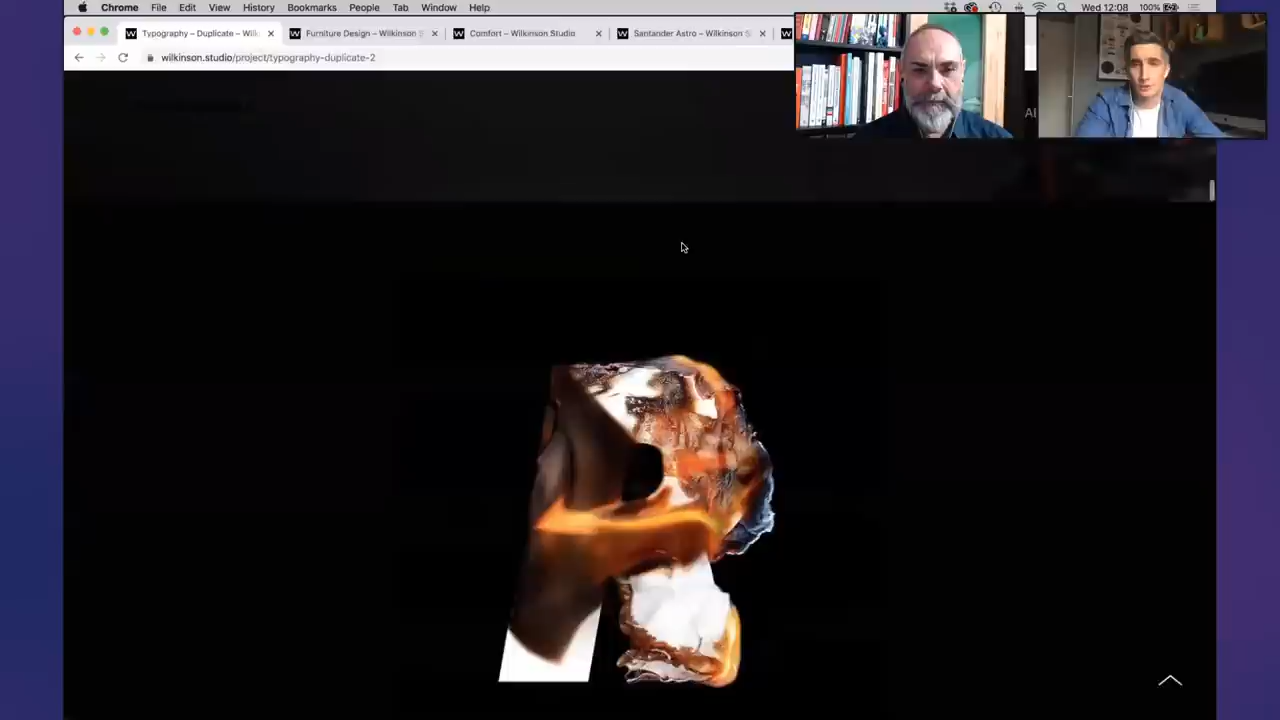 Chrome File Edit View History Bookmarks People Tab Window Help Wed 12:08 100%
Typography – Duplicate – Wilk Furniture Design – Wilkinson S Comfort – Wilkinson Studio Santander Astro – Wilkinson S
wilkinson.studio/project/typography-duplicate-2
R